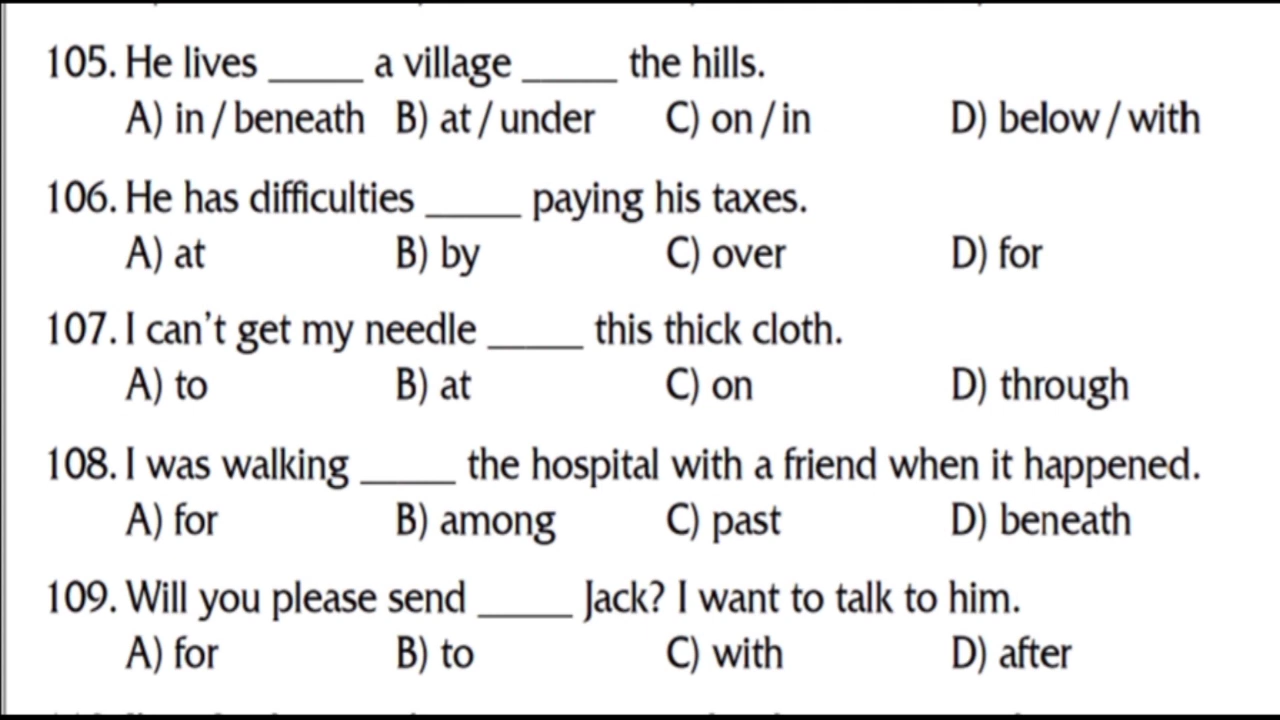 105. He lives _____ a village _____ the hills.
A) in / beneath B) at / under C) on / in D) below / with
106. He has difficulties _____ paying his taxes.
A) at B) by C) over D) for
107. I can't get my needle _____ this thick cloth.
A) to B) at C) on D) through
108. I was walking _____ the hospital with a friend when it happened.
A) for B) among C) past D) beneath
109. Will you please send _____ Jack? I want to talk to him.
A) for B) to C) with D) after